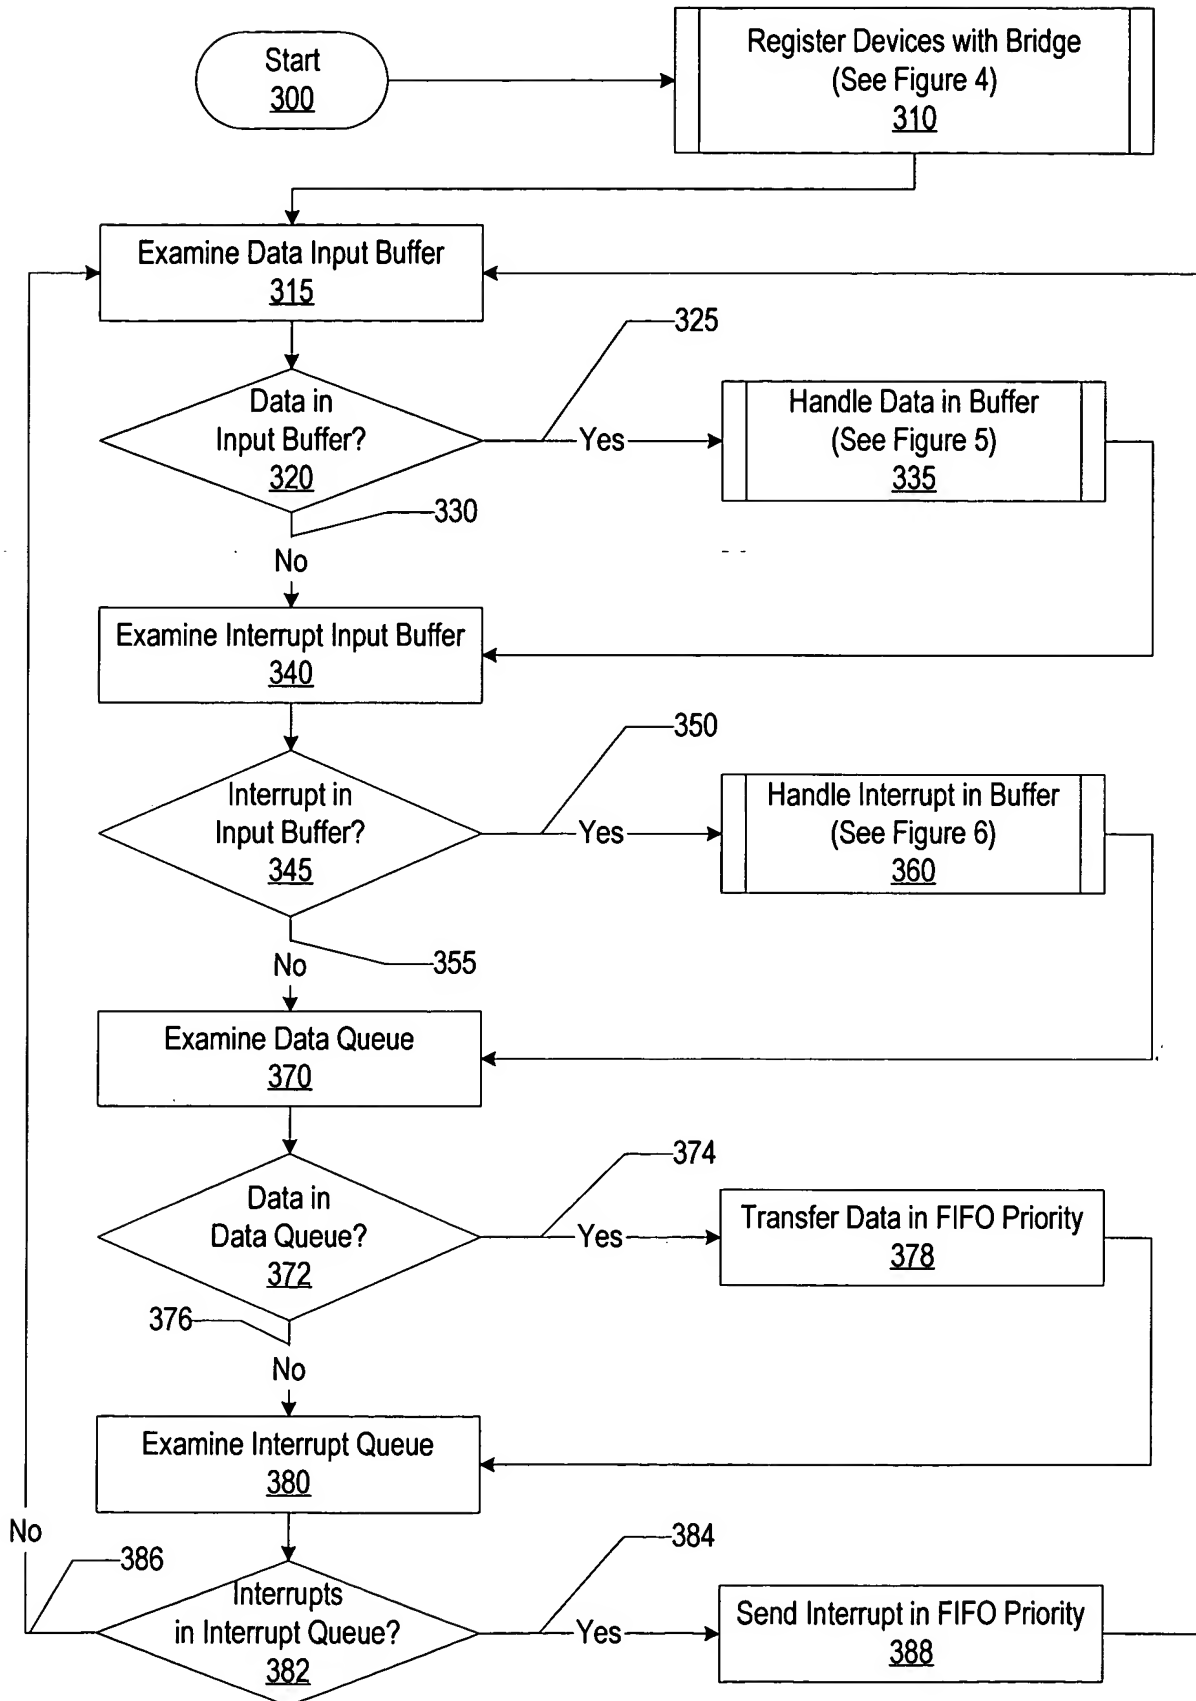 Start
300
Register Devices with Bridge
(See Figure 4)
310
Examine Data Input Buffer
315
325
Data in
Input Buffer?
320
Yes
Handle Data in Buffer
(See Figure 5)
335
330
No
Examine Interrupt Input Buffer
340
350
Interrupt in
Input Buffer?
345
Yes
Handle Interrupt in Buffer
(See Figure 6)
360
355
No
Examine Data Queue
370
374
Data in
Data Queue?
372
Yes
Transfer Data in FIFO Priority
378
376
No
Examine Interrupt Queue
380
No
386
384
Interrupts
in Interrupt Queue?
382
Yes
Send Interrupt in FIFO Priority
388